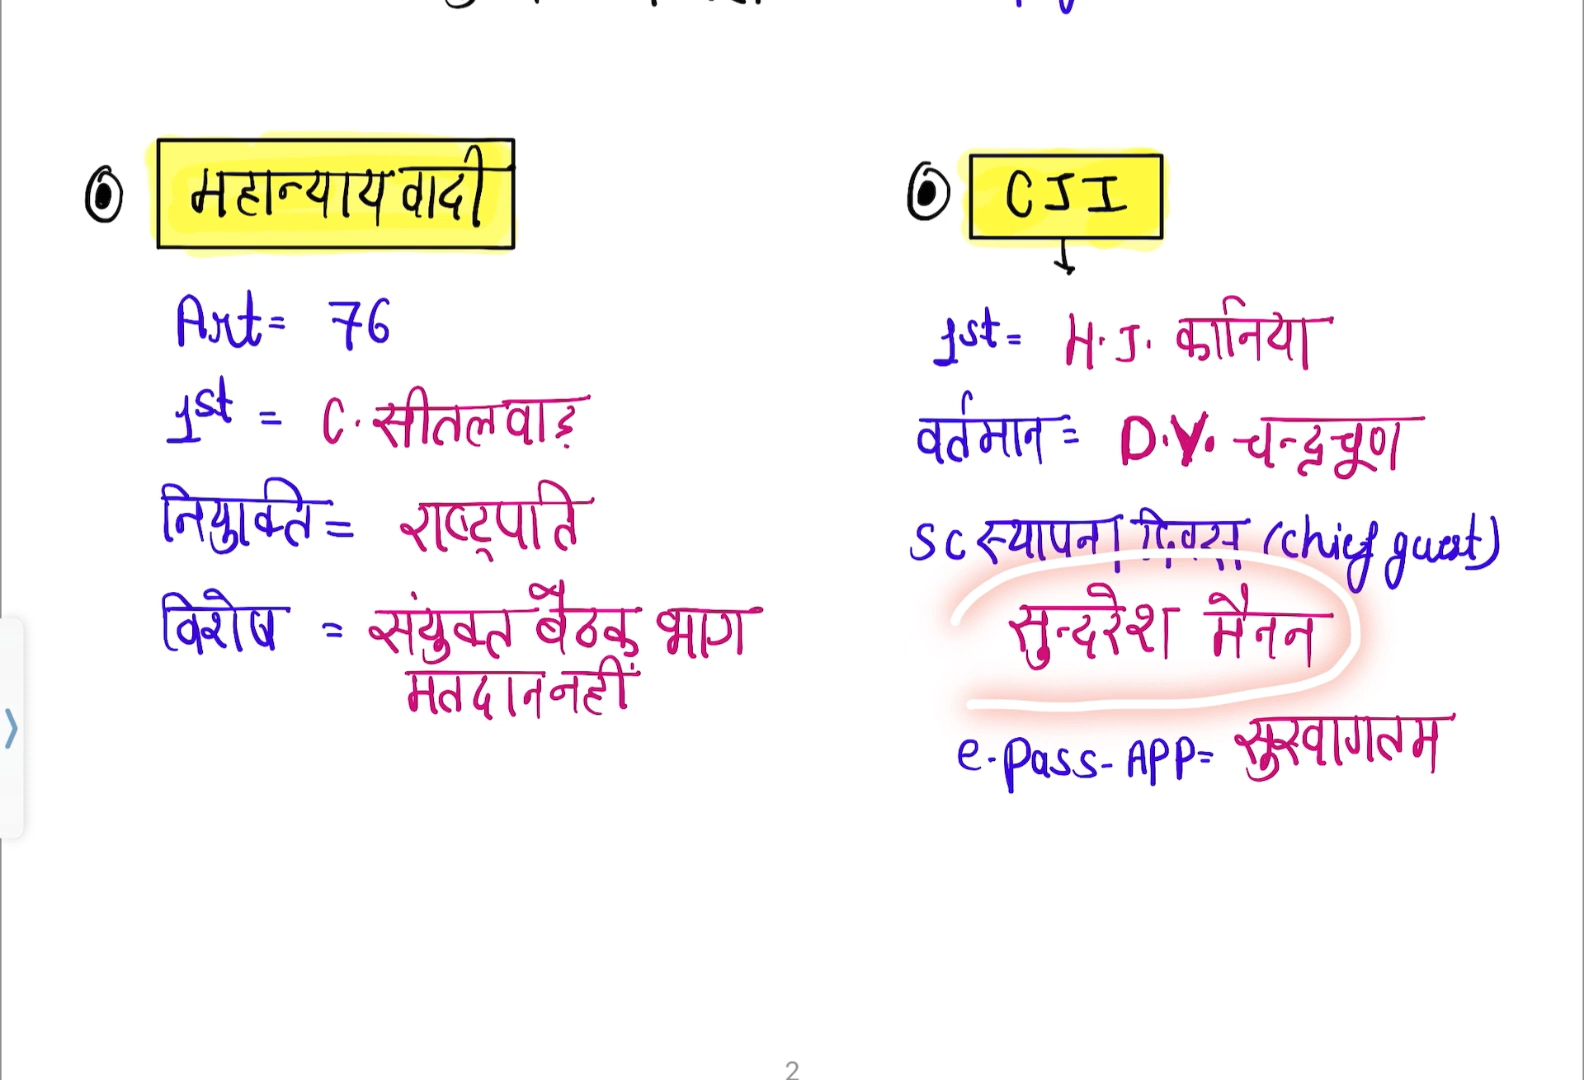 महान्यायवादी
Art = 76
1st = C. सीतलवाड़
नियुक्ति = राष्ट्रपति
विशेष = संयुक्त बैठक भाग
मतदान नहीं
CJI
1st = H.J. कानिया
वर्तमान = D.Y. चन्द्रचूण
SC स्थापना दिवस (chief guest)
सुन्दरेश मैनन
e-Pass-APP = सुस्वागतम
2